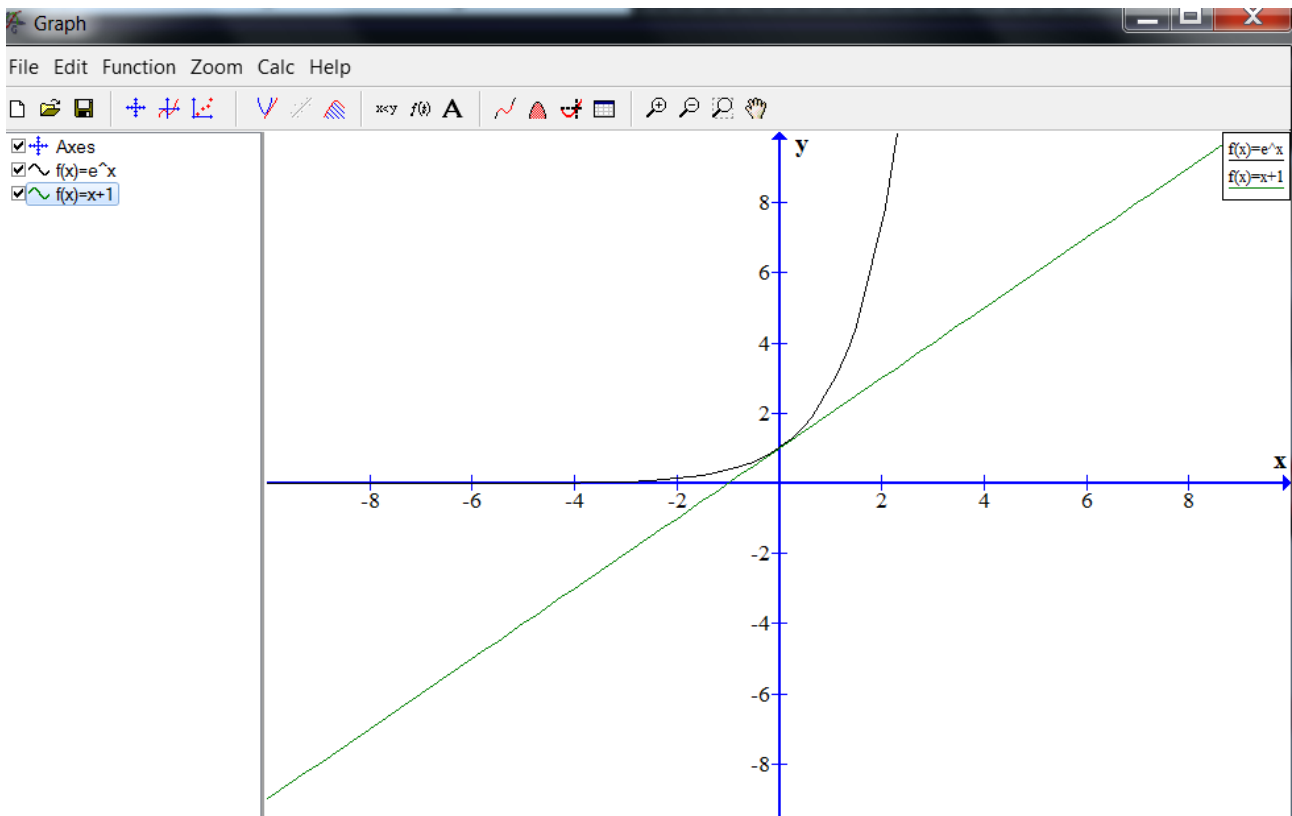 Graph
File Edit Function Zoom Calc Help
x<y f(t) A
Axes
f(x)=e^x
f(x)=x+1
y
f(x)=e^x
f(x)=x+1
8
6
4
2
x
-8 -6 -4 -2 2 4 6 8
-2
-4
-6
-8